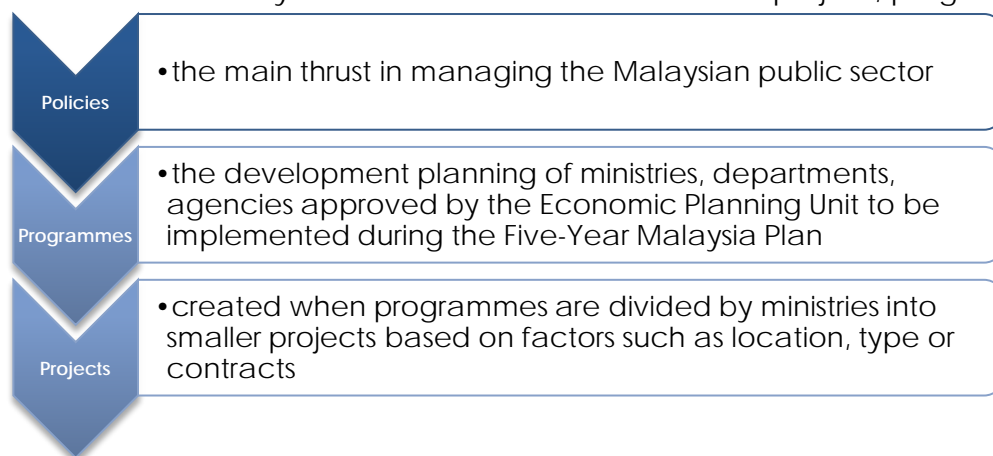 Policies
•the main thrust in managing the Malaysian public sector
Programmes
•the development planning of ministries, departments,
agencies approved by the Economic Planning Unit to be
implemented during the Five-Year Malaysia Plan
Projects
•created when programmes are divided by ministries into
smaller projects based on factors such as location, type or
contracts